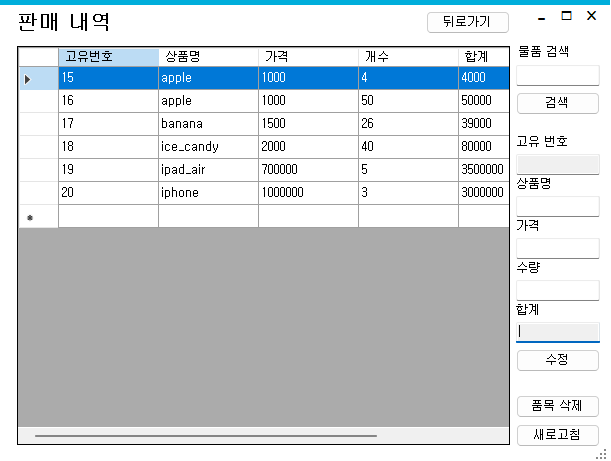 판매 내역
뒤로가기
고유번호 상품명 가격 개수 합계
15 apple 1000 4 4000
16 apple 1000 50 50000
17 banana 1500 26 39000
18 ice_candy 2000 40 80000
19 ipad_air 700000 5 3500000
20 iphone 1000000 3 3000000
물품 검색
검색
고유 번호
상품명
가격
수량
합계
수정
품목 삭제
새로고침